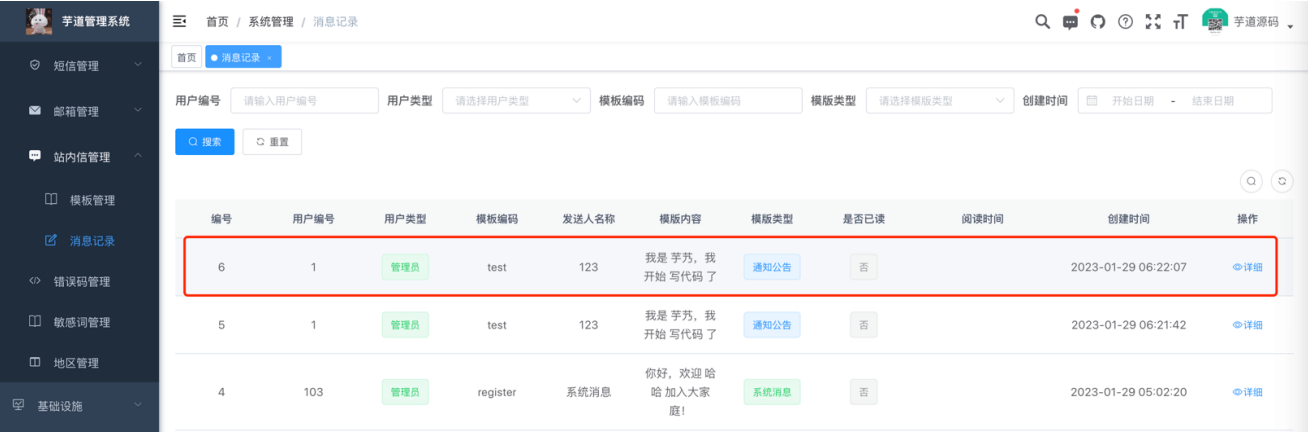 芋道管理系统
首页 / 系统管理 / 消息记录
芋道源码
首页
消息记录 ×
短信管理
邮箱管理
站内信管理
模板管理
消息记录
错误码管理
敏感词管理
地区管理
基础设施
用户编号 请输入用户编号 用户类型 请选择用户类型 模板编码 请输入模板编码 模版类型 请选择模版类型 创建时间 开始日期 - 结束日期
搜索 重置
编号 用户编号 用户类型 模板编码 发送人名称 模版内容 模版类型 是否已读 阅读时间 创建时间 操作
6 1 管理员 test 123 我是 芋艿，我 通知公告 否 2023-01-29 06:22:07 详细
开始 写代码 了
5 1 管理员 test 123 我是 芋艿，我 通知公告 否 2023-01-29 06:21:42 详细
开始 写代码 了
4 103 管理员 register 系统消息 你好，欢迎 哈 系统消息 否 2023-01-29 05:02:20 详细
哈 加入大家
庭！